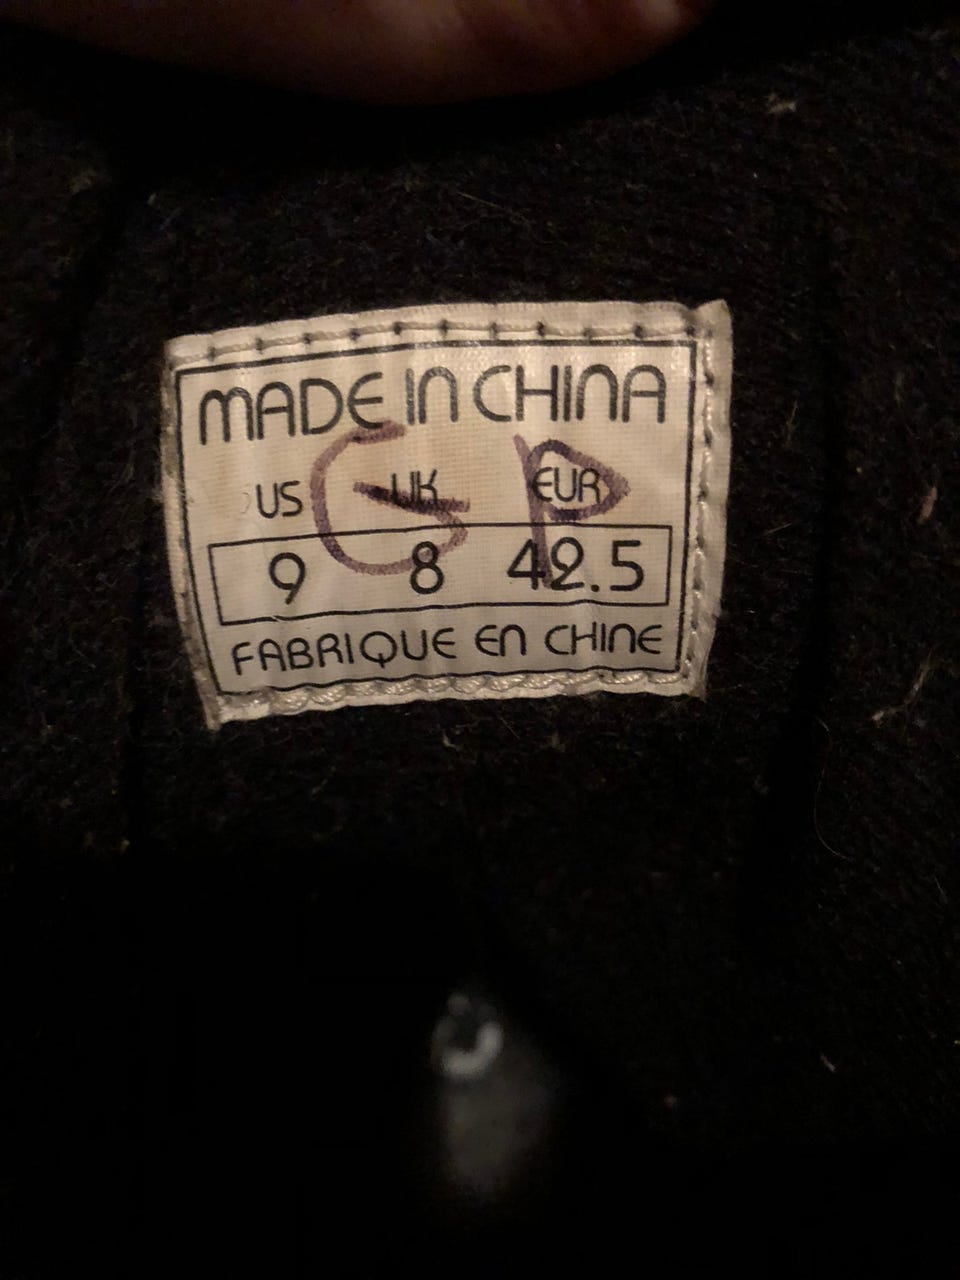 MADE IN CHINA
GP
US UK EUR
9 8 42.5
FABRIQUE EN CHINE